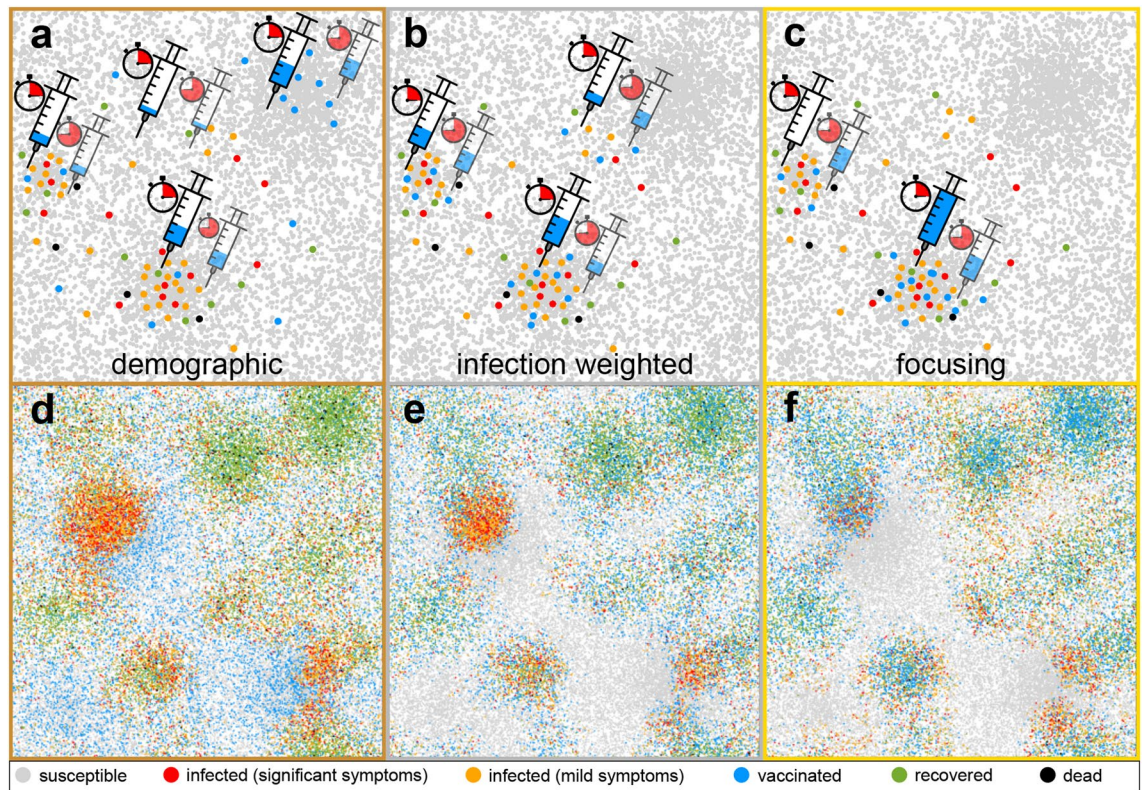 a
b
c
demographic
infection weighted
focusing
d
e
f
susceptible
infected (significant symptoms)
infected (mild symptoms)
vaccinated
recovered
dead